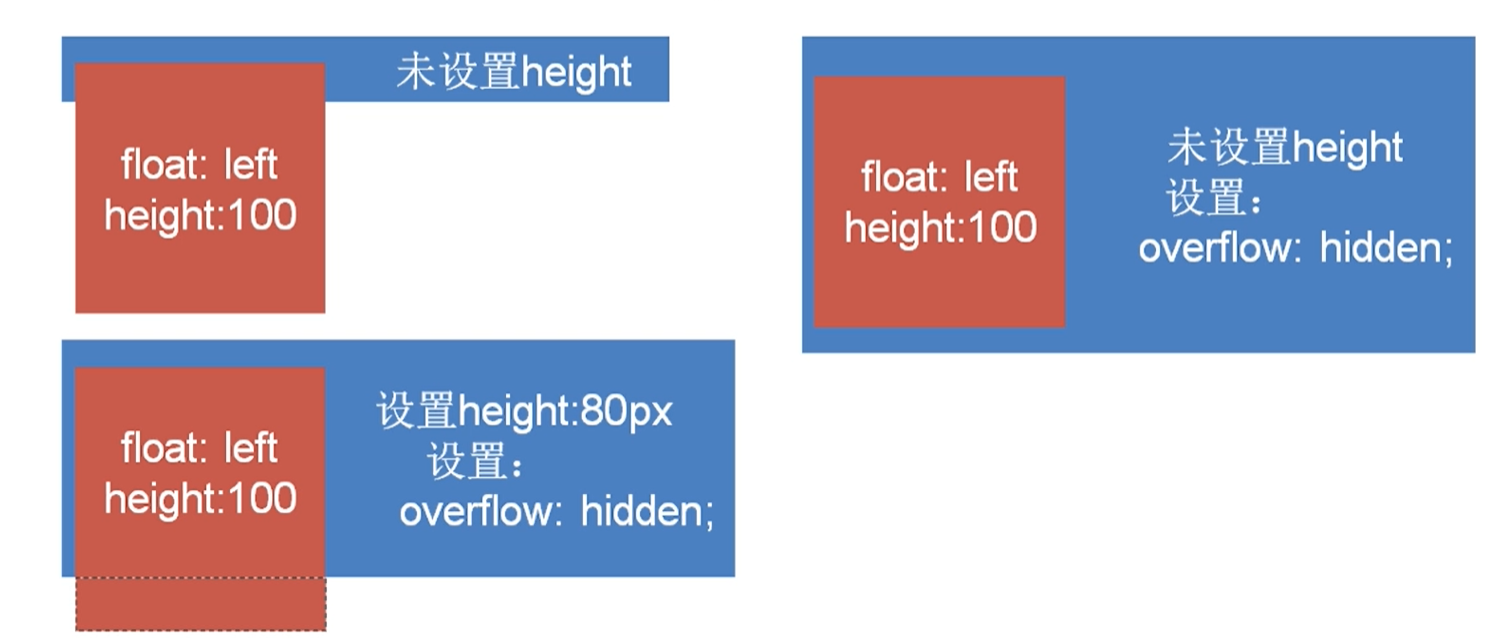 未设置height
float: left
height:100
float: left
height:100
未设置height
设置：
overflow: hidden;
float: left
height:100
设置height:80px
设置：
overflow: hidden;